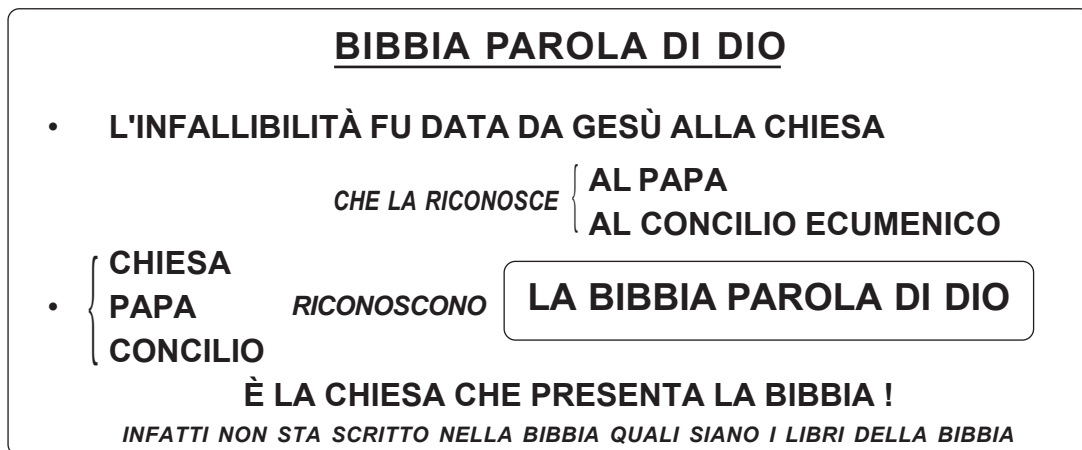 BIBBIA PAROLA DI DIO
• L'INFALLIBILITÀ FU DATA DA GESÙ ALLA CHIESA
CHE LA RICONOSCE
AL PAPA
AL CONCILIO ECUMENICO
• CHIESA
PAPA
CONCILIO
RICONOSCONO
LA BIBBIA PAROLA DI DIO
È LA CHIESA CHE PRESENTA LA BIBBIA !
INFATTI NON STA SCRITTO NELLA BIBBIA QUALI SIANO I LIBRI DELLA BIBBIA